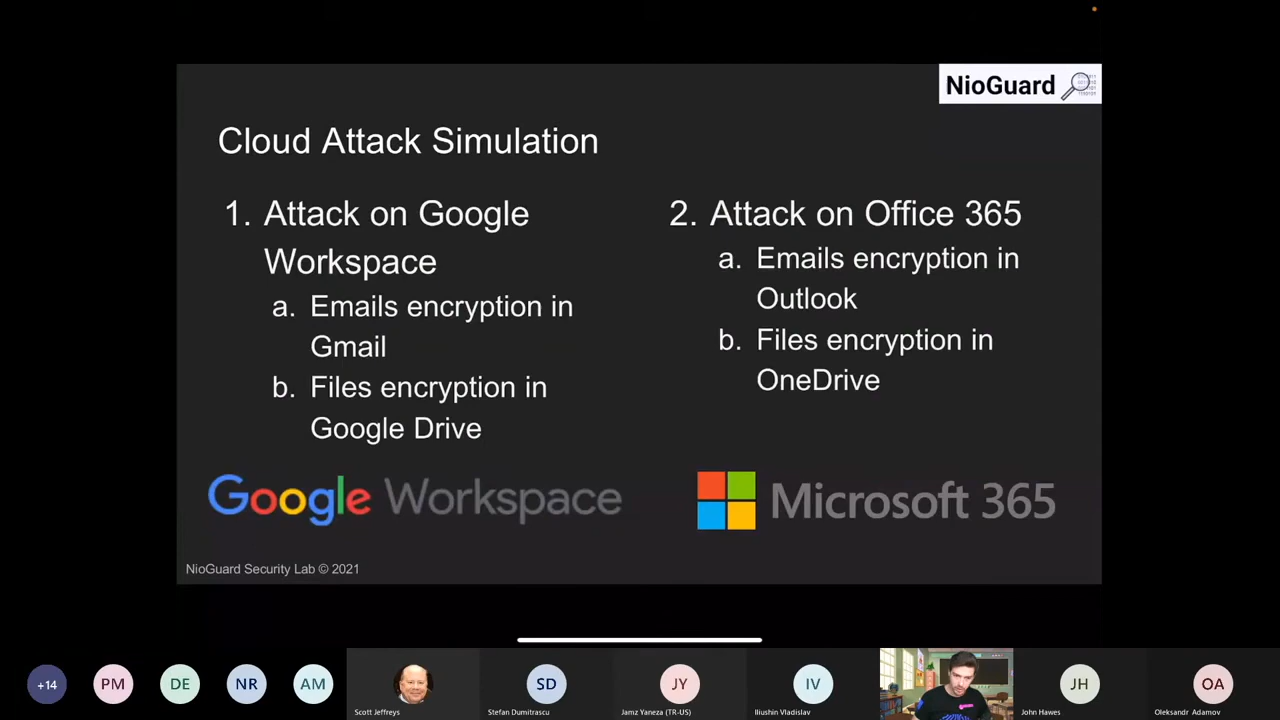 NioGuard
Cloud Attack Simulation
1. Attack on Google
Workspace
a. Emails encryption in
Gmail
b. Files encryption in
Google Drive
2. Attack on Office 365
a. Emails encryption in
Outlook
b. Files encryption in
OneDrive
Google Workspace
Microsoft 365
NioGuard Security Lab © 2021
+14
PM
DE
NR
AM
Scott Jeffreys
SD
Stefan Dumitrascu
JY
Jamz Yaneza (TR-US)
IV
Iliushin Vladislav
JH
John Hawes
OA
Oleksandr Adamov